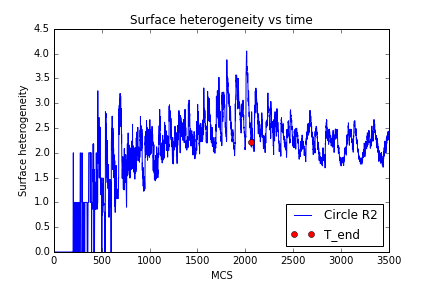 Surface heterogeneity vs time
Surface heterogeneity
4.5
4.0
3.5
3.0
2.5
2.0
1.5
1.0
0.5
0.0
0 500 1000 1500 2000 2500 3000 3500
MCS
Circle R2
T_end